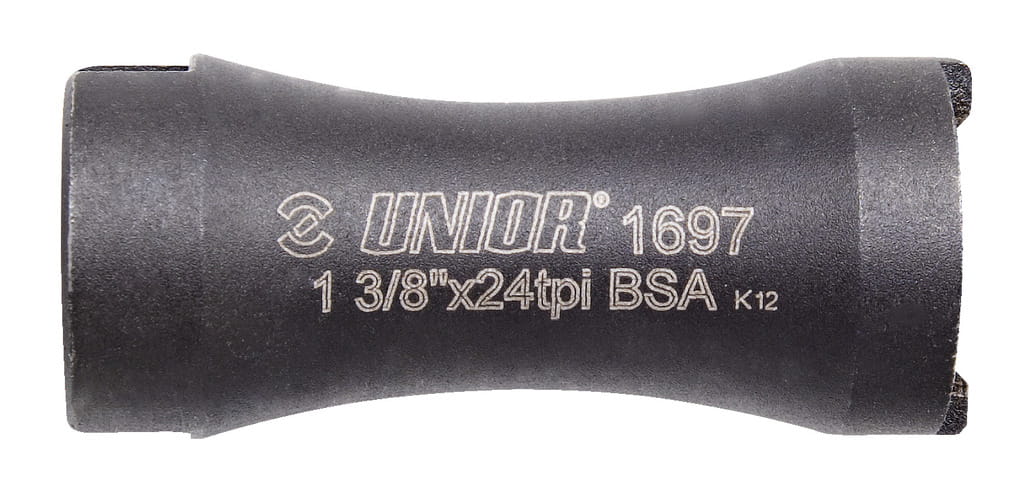 UNIOR® 1697
1 3/8"x24tpi BSA K12